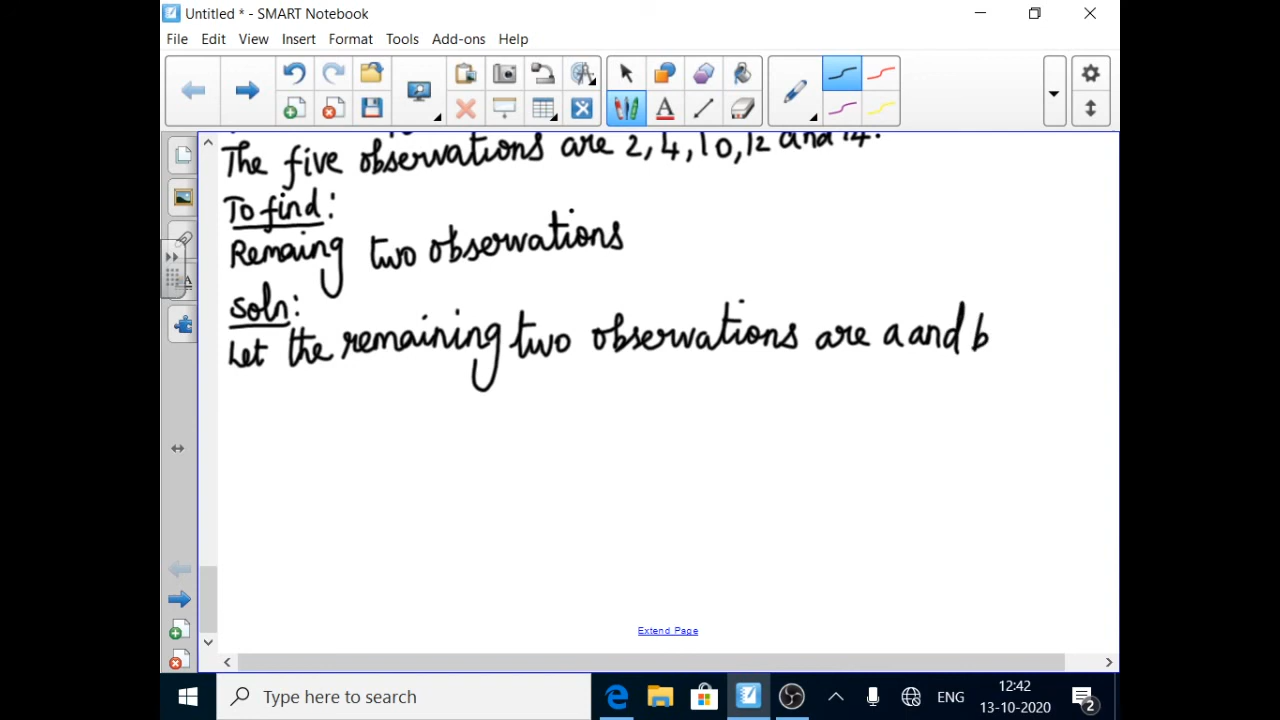 Untitled * - SMART Notebook
File Edit View Insert Format Tools Add-ons Help
The five observations are 2, 4, 10, 12 and 14.
To find:
Remaing two observations
Soln:
Let the remaining two observations are a and b
Extend Page
Type here to search
ENG
12:42
13-10-2020
2